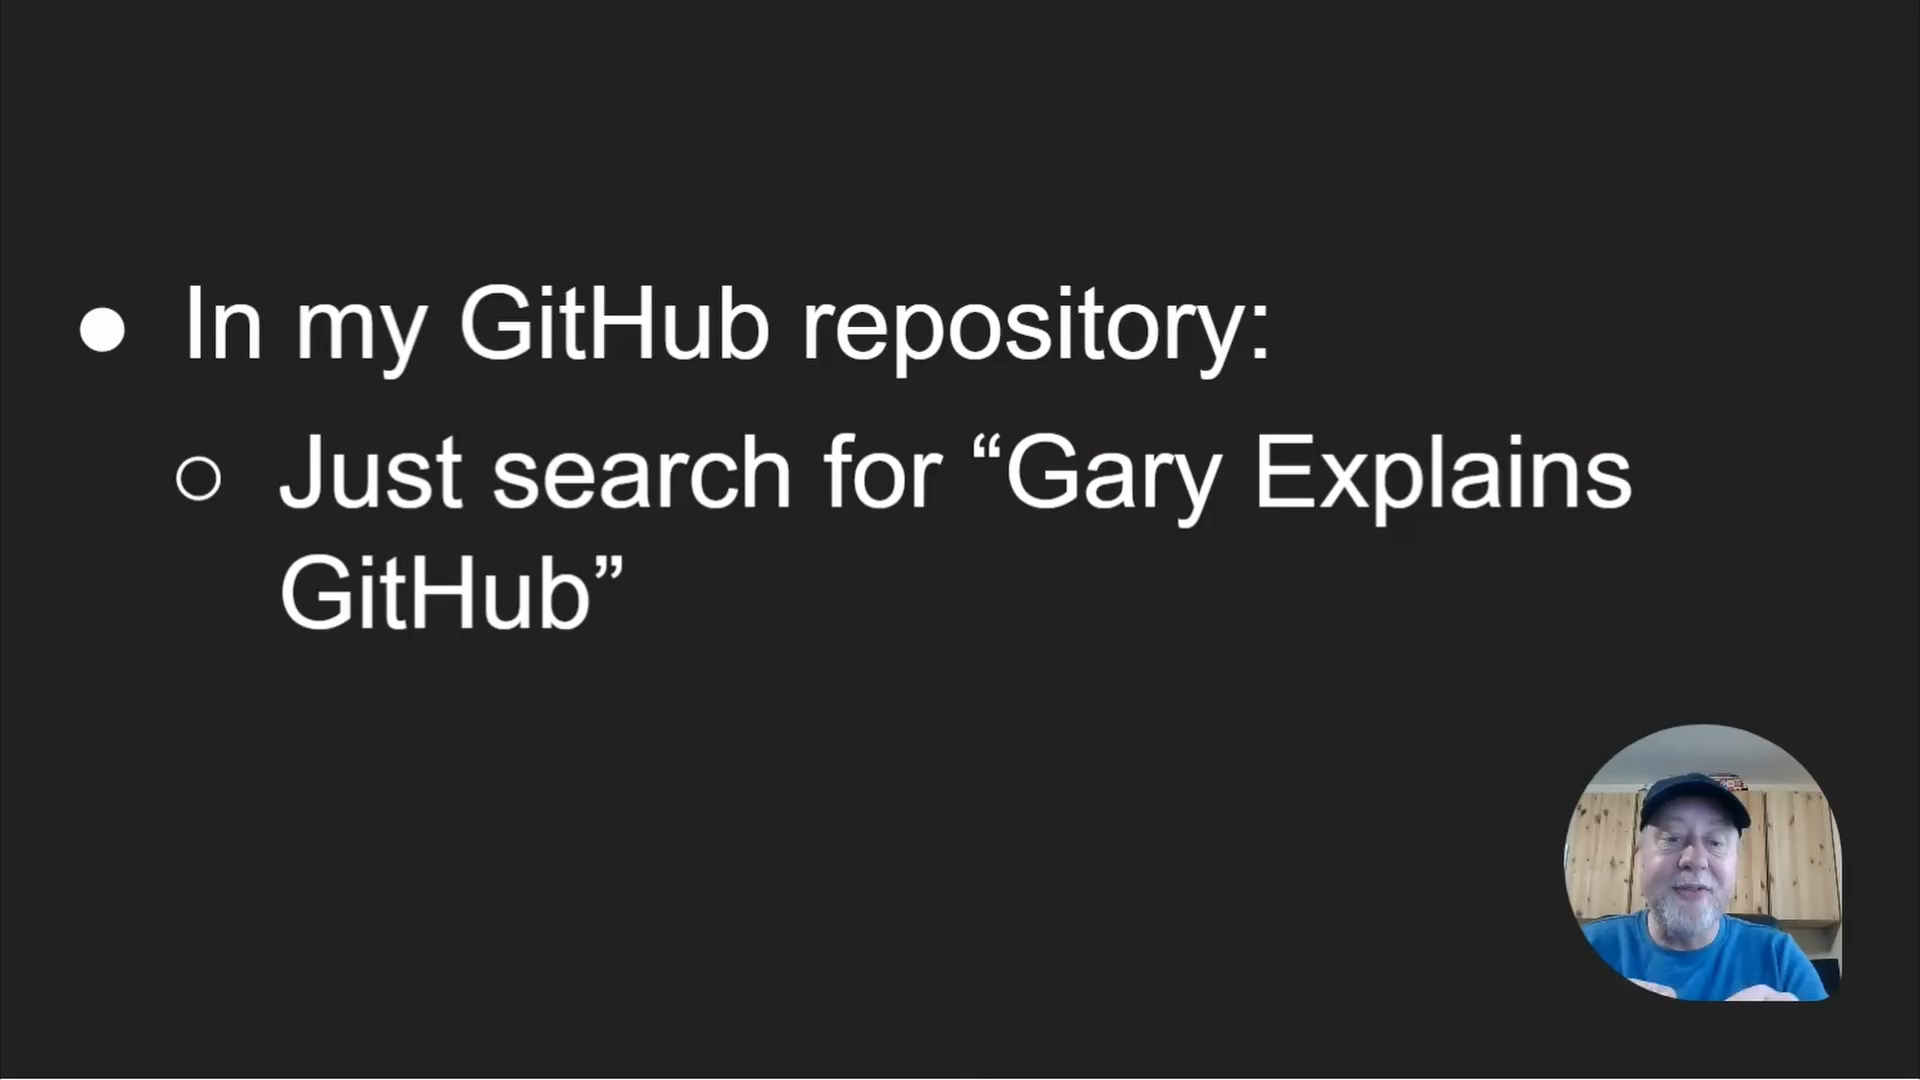 ● In my GitHub repository:
○ Just search for “Gary Explains
GitHub”